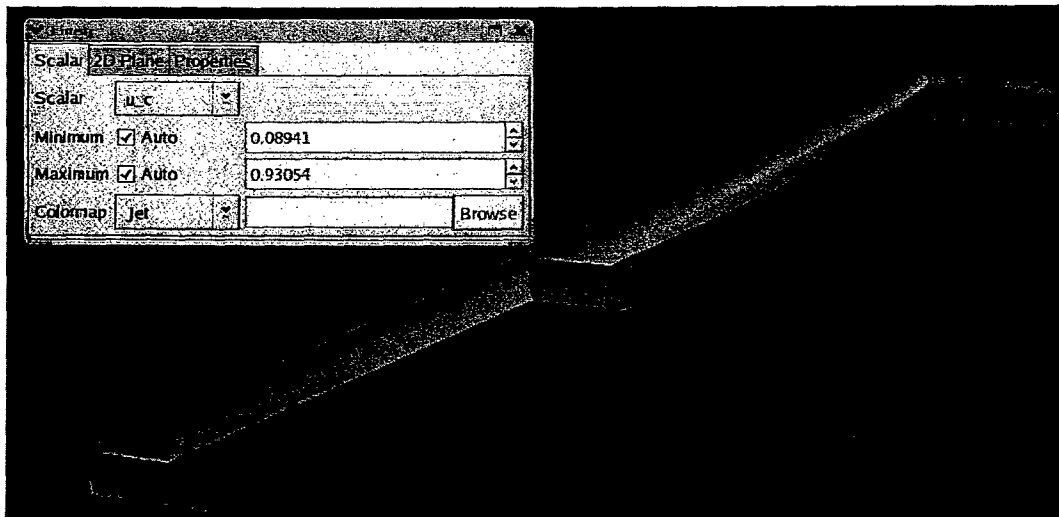 Scalar 2D Plane Properties
Scalar u_c
Minimum Auto 0.08941
Maximum Auto 0.93054
Colormap Jet Browse